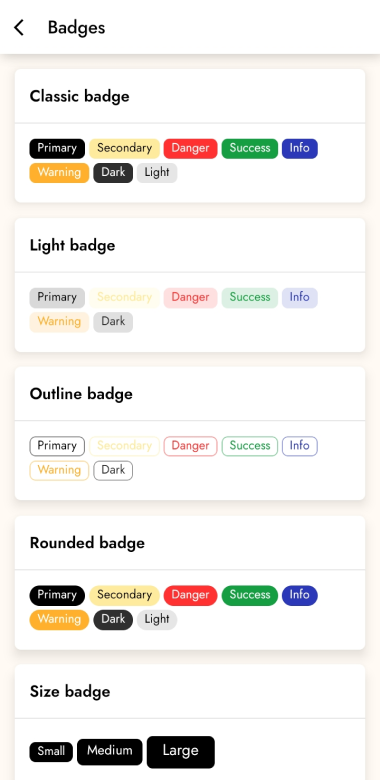 Badges
Classic badge
Primary Secondary Danger Success Info
Warning Dark Light
Light badge
Primary Secondary Danger Success Info
Warning Dark
Outline badge
Primary Secondary Danger Success Info
Warning Dark
Rounded badge
Primary Secondary Danger Success Info
Warning Dark Light
Size badge
Small Medium Large